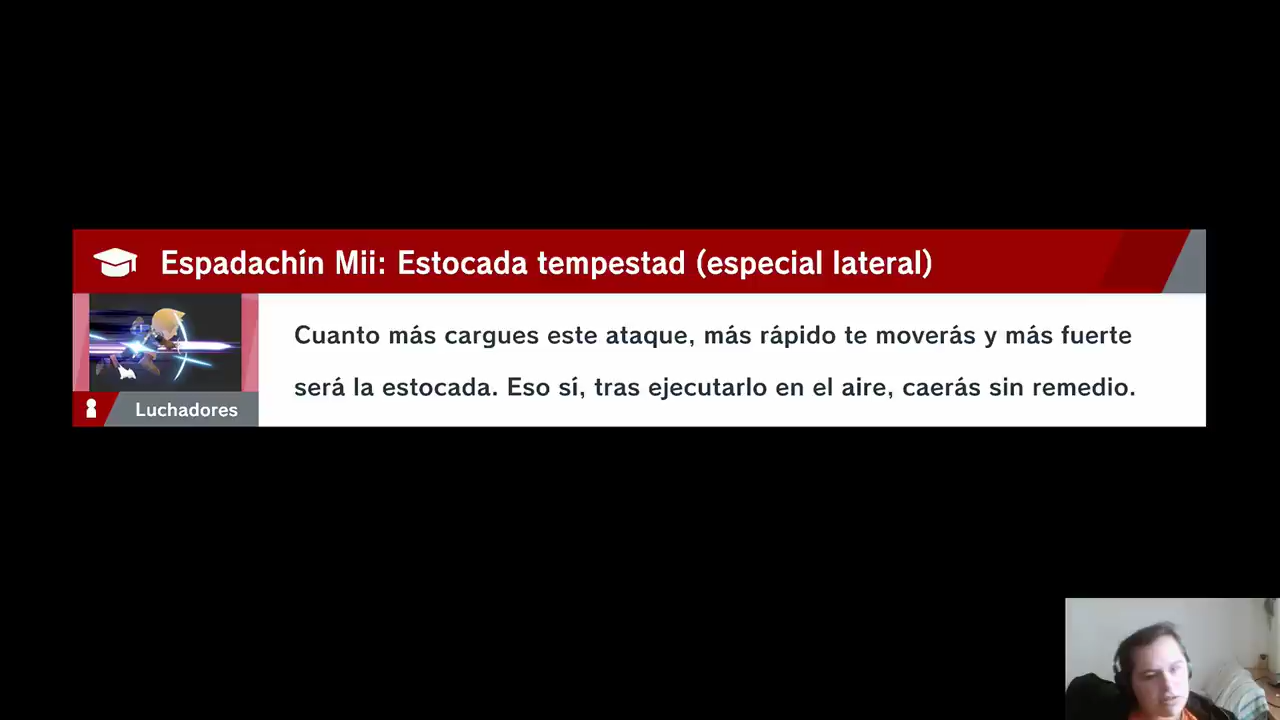 Espadachín Mii: Estocada tempestad (especial lateral)
Cuanto más cargues este ataque, más rápido te moverás y más fuerte
será la estocada. Eso sí, tras ejecutarlo en el aire, caerás sin remedio.
Luchadores